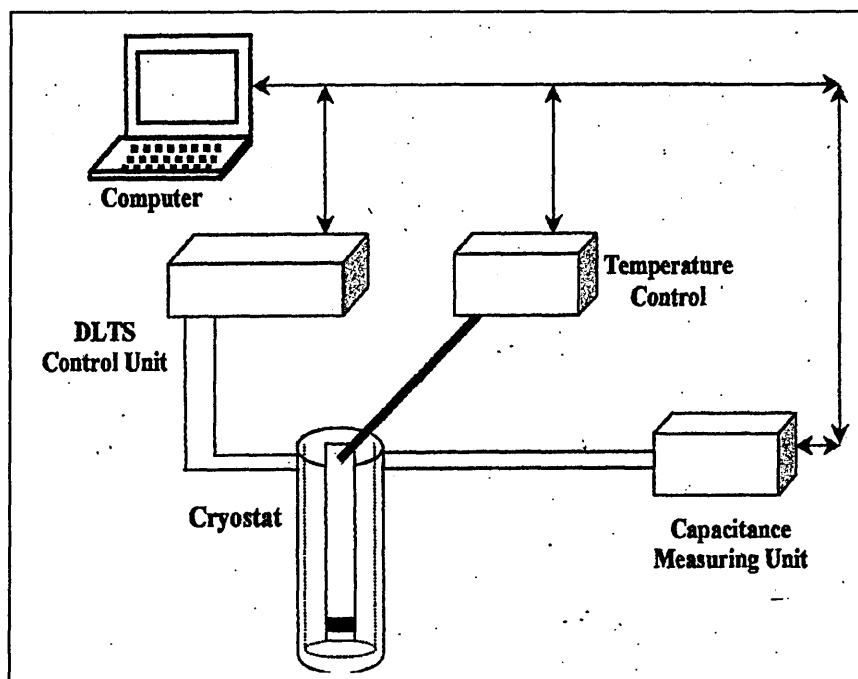 Computer
DLTS
Control Unit
Temperature
Control
Cryostat
Capacitance
Measuring Unit